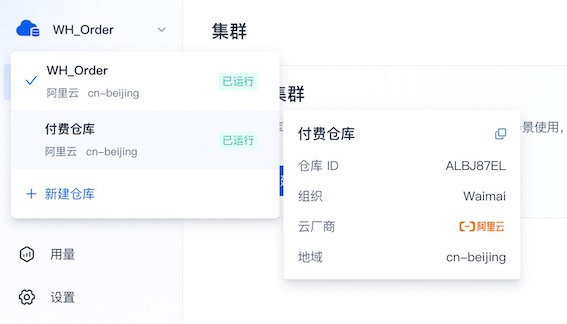 WH_Order
集群
WH_Order
阿里云 cn-beijing
已运行
付费仓库
阿里云 cn-beijing
已运行
+ 新建仓库
用量
设置
集群
景使用，
付费仓库
仓库 ID ALBJ87EL
组织 Waimai
云厂商 阿里云
地域 cn-beijing